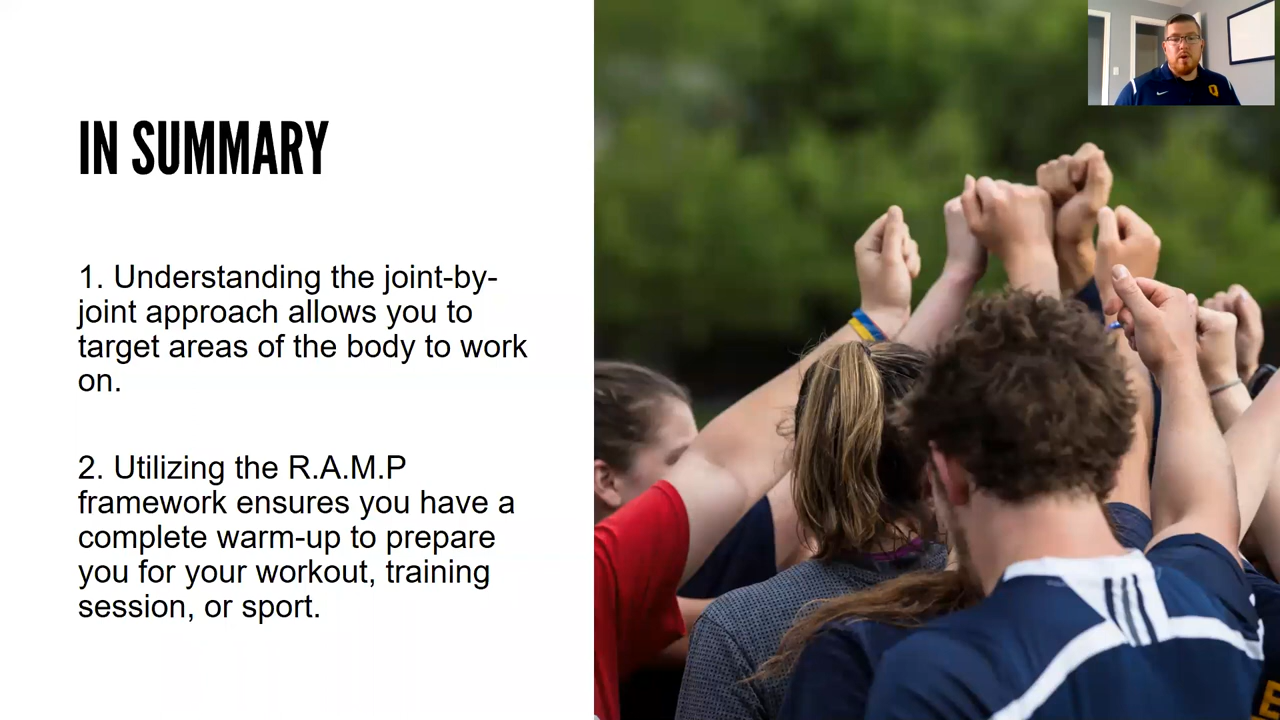 IN SUMMARY
1. Understanding the joint-by-
joint approach allows you to
target areas of the body to work
on.
2. Utilizing the R.A.M.P
framework ensures you have a
complete warm-up to prepare
you for your workout, training
session, or sport.